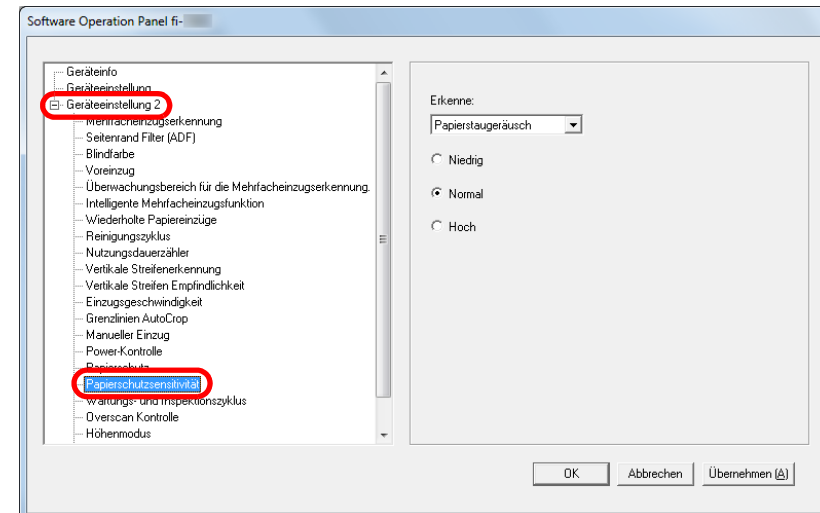 Software Operation Panel fi-
Geräteinfo
Geräteeinstellung
Geräteeinstellung 2
Mehrfacheinzugserkennung
Seitenrand Filter (ADF)
Blindfarbe
Voreinzug
Überwachungsbereich für die Mehrfacheinzugserkennung.
Intelligente Mehrfacheinzugsfunktion
Wiederholte Papiereinzüge
Reinigungszyklus
Nutzungsdauerzähler
Vertikale Streifenerkennung
Vertikale Streifen Empfindlichkeit
Einzugsgeschwindigkeit
Grenzlinien AutoCrop
Manueller Einzug
Power-Kontrolle
Papierschutz
Papierschutzsensitivität
Wartungs- und Inspektionszyklus
Overscan Kontrolle
Höhenmodus
Erkenne:
Papierstaugeräusch
Niedrig
Normal
Hoch
OK
Abbrechen
Übernehmen (A)